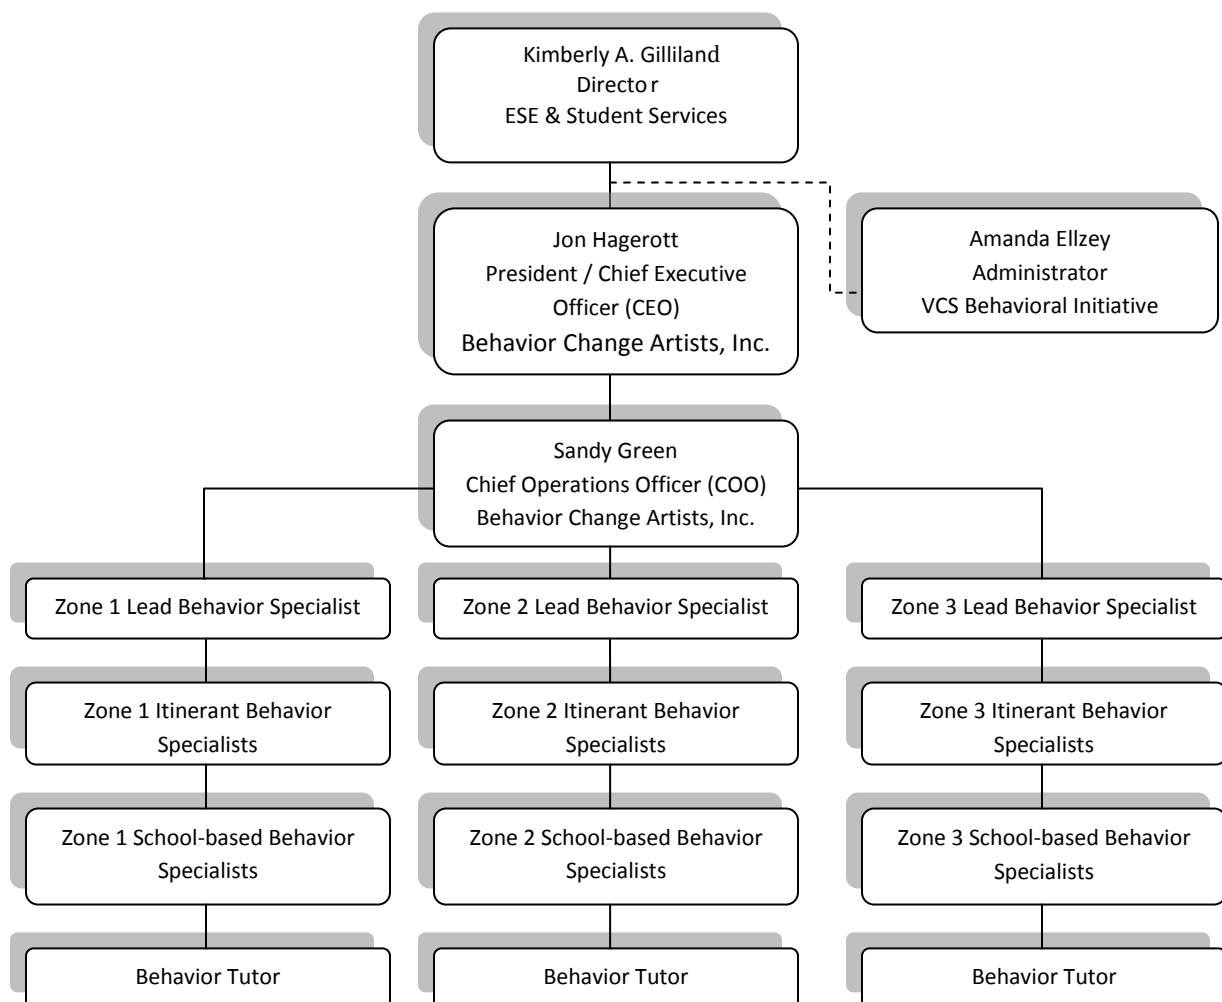 Kimberly A. Gilliland
Director
ESE & Student Services
Jon Hagerott
President / Chief Executive
Officer (CEO)
Behavior Change Artists, Inc.
Amanda Ellzey
Administrator
VCS Behavioral Initiative
Sandy Green
Chief Operations Officer (COO)
Behavior Change Artists, Inc.
Zone 1 Lead Behavior Specialist
Zone 2 Lead Behavior Specialist
Zone 3 Lead Behavior Specialist
Zone 1 Itinerant Behavior
Specialists
Zone 2 Itinerant Behavior
Specialists
Zone 3 Itinerant Behavior
Specialists
Zone 1 School-based Behavior
Specialists
Zone 2 School-based Behavior
Specialists
Zone 3 School-based Behavior
Specialists
Behavior Tutor
Behavior Tutor
Behavior Tutor